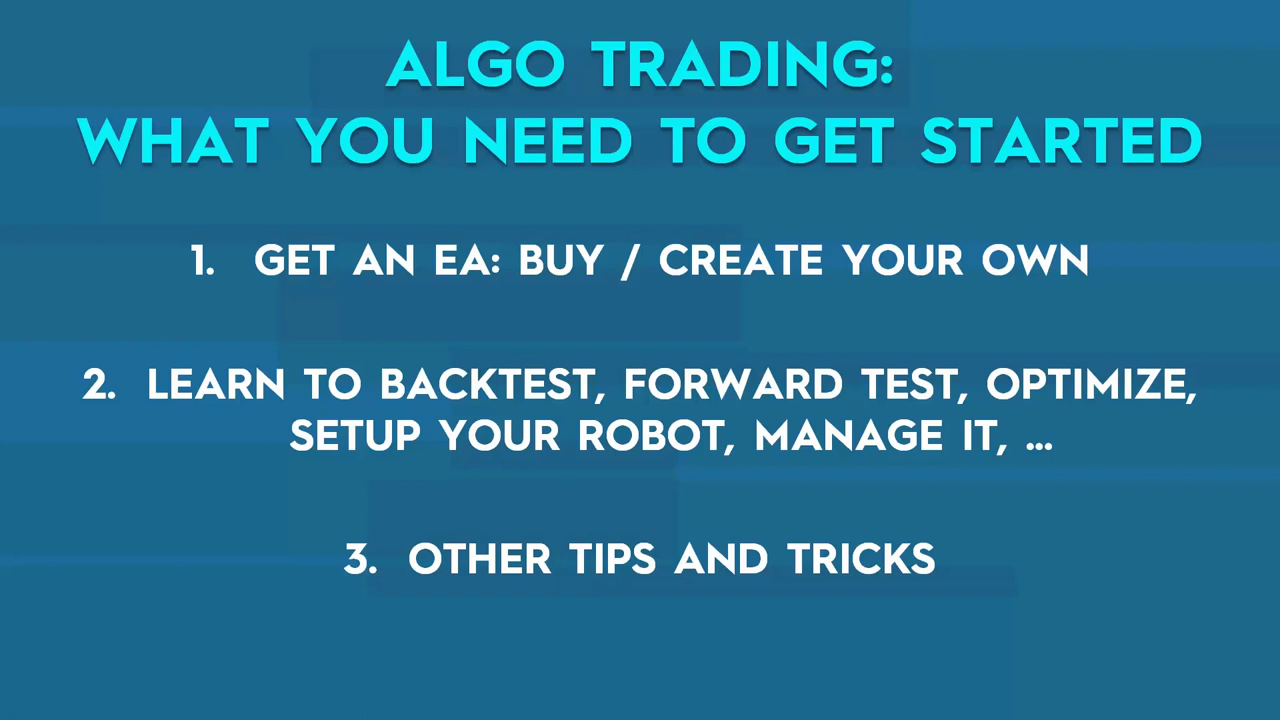 ALGO TRADING:
WHAT YOU NEED TO GET STARTED
1. GET AN EA: BUY / CREATE YOUR OWN
2. LEARN TO BACKTEST, FORWARD TEST, OPTIMIZE,
SETUP YOUR ROBOT, MANAGE IT, ...
3. OTHER TIPS AND TRICKS